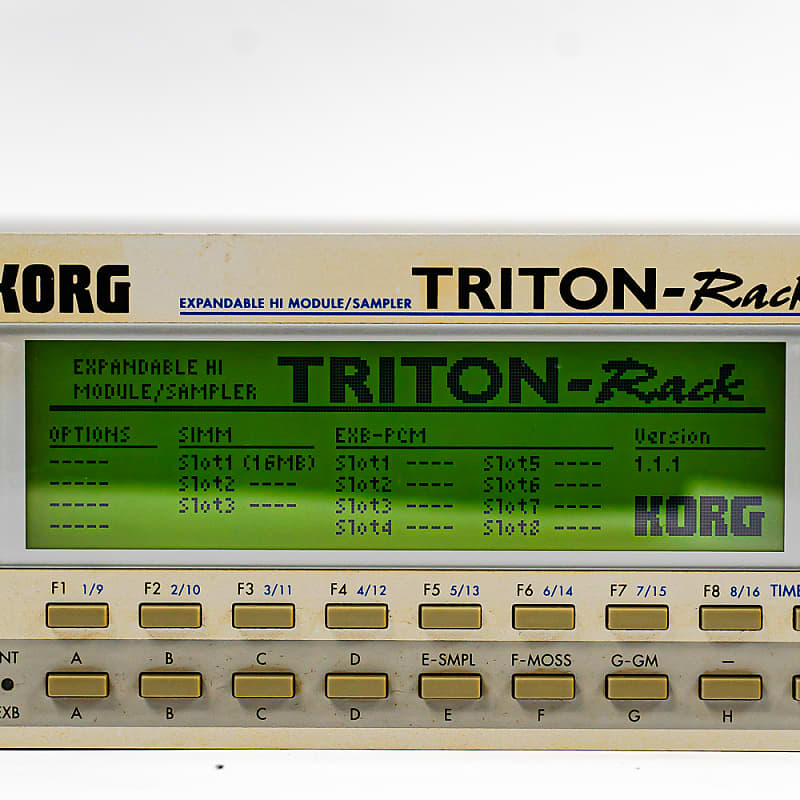 KORG
EXPANDABLE HI MODULE/SAMPLER TRITON-Rack
EXPANDABLE HI
MODULE/SAMPLER TRITON-Rack
OPTIONS SIMM EXB-PCM Version
----- Slot1 (16MB) Slot1 ---- Slot5 ---- 1.1.1
----- Slot2 ---- Slot2 ---- Slot6 ----
----- Slot3 ---- Slot3 ---- Slot7 ----
----- Slot4 ---- Slot8 ----
KORG
F1 1/9 F2 2/10 F3 3/11 F4 4/12 F5 5/13 F6 6/14 F7 7/15 F8 8/16 TIME
NT A B C D E-SMPL F-MOSS G-GM –
EXB A B C D E F G H